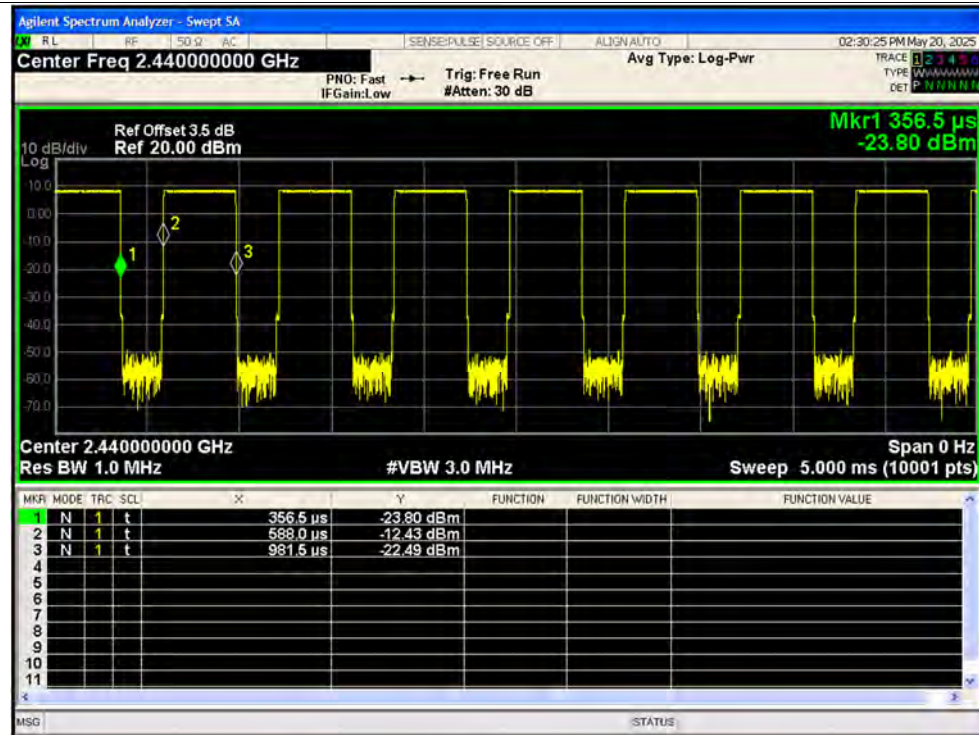 Agilent Spectrum Analyzer - Swept SA
RL RF 50 Ω AC SENSE:PULSE SOURCE OFF ALIGN AUTO 02:30:25 PM May 20, 2025
Center Freq 2.440000000 GHz
PNO: Fast
IFGain:Low
Trig: Free Run
#Atten: 30 dB
Avg Type: Log-Pwr
TRACE 1 2 3 4 5 6
TYPE WWWWWW
DET P N N N N N
Mkr1 356.5 µs
-23.80 dBm
Ref Offset 3.5 dB
10 dB/div Ref 20.00 dBm
Log
10.0
0.00
-10.0
-20.0
-30.0
-40.0
-50.0
-60.0
-70.0
1
2
3
Center 2.440000000 GHz Span 0 Hz
Res BW 1.0 MHz #VBW 3.0 MHz Sweep 5.000 ms (10001 pts)
MKR MODE TRC SCL X Y FUNCTION FUNCTION WIDTH FUNCTION VALUE
1 N 1 t 356.5 µs -23.80 dBm
2 N 1 t 588.0 µs -12.43 dBm
3 N 1 t 981.5 µs -22.49 dBm
4
5
6
7
8
9
10
11
MSG STATUS